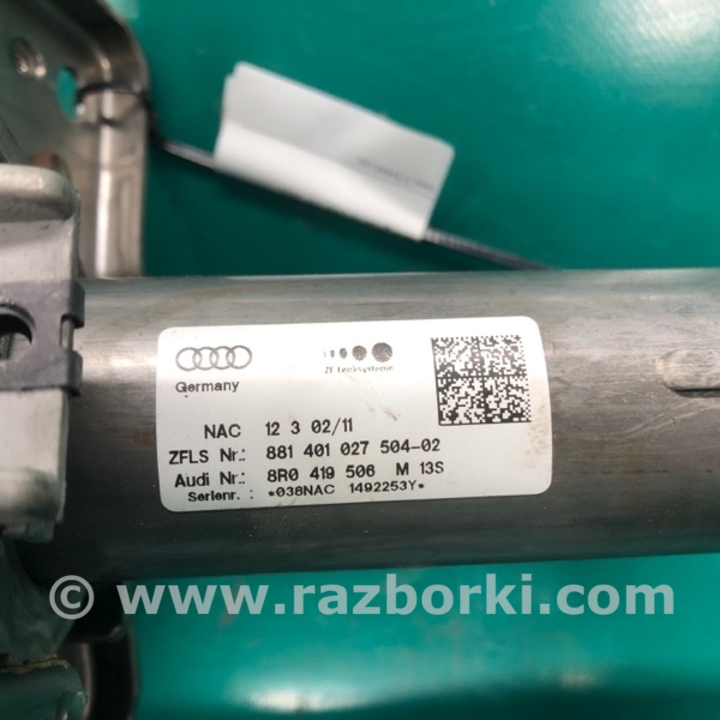 Germany
ZF Lenksysteme
NAC 12 3 02/11
ZFLS Nr.: 881 401 027 504-02
Audi Nr.: 8R0 419 506 M 13S
Serienr.: *038NAC 1492253Y*
© www.razborki.com